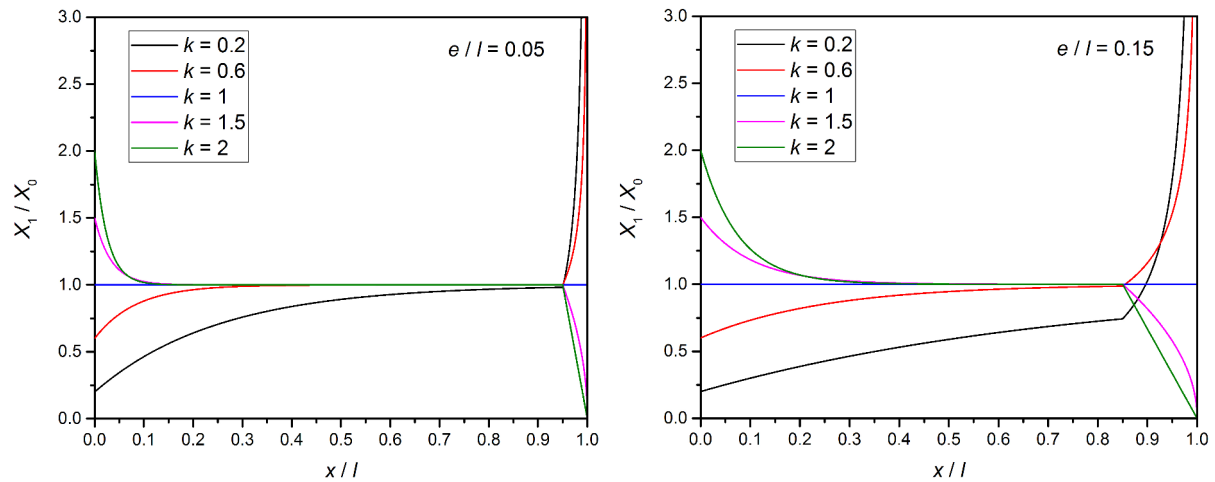 3.0
2.5
2.0
1.5
1.0
0.5
0.0
X₁ / X₀
k = 0.2
k = 0.6
k = 1
k = 1.5
k = 2
e / l = 0.05
0.0 0.1 0.2 0.3 0.4 0.5 0.6 0.7 0.8 0.9 1.0
x / l
3.0
2.5
2.0
1.5
1.0
0.5
0.0
X₁ / X₀
k = 0.2
k = 0.6
k = 1
k = 1.5
k = 2
e / l = 0.15
0.0 0.1 0.2 0.3 0.4 0.5 0.6 0.7 0.8 0.9 1.0
x / l